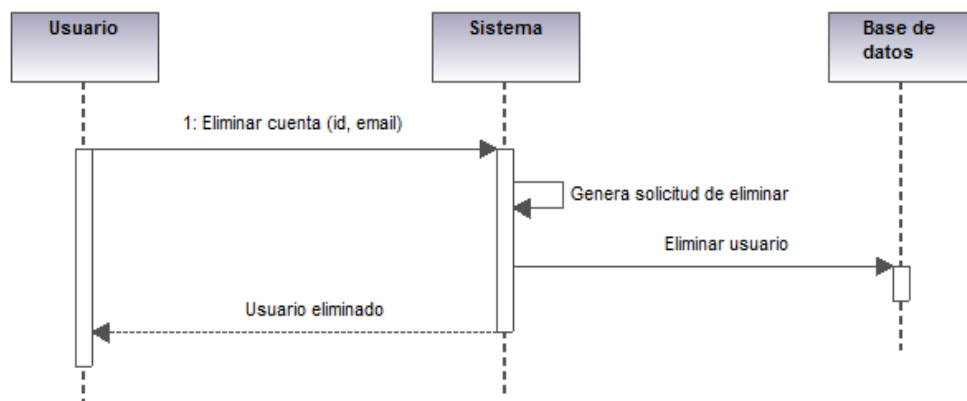 Usuario
Sistema
Base de
datos
1: Eliminar cuenta (id, email)
Genera solicitud de eliminar
Eliminar usuario
Usuario eliminado